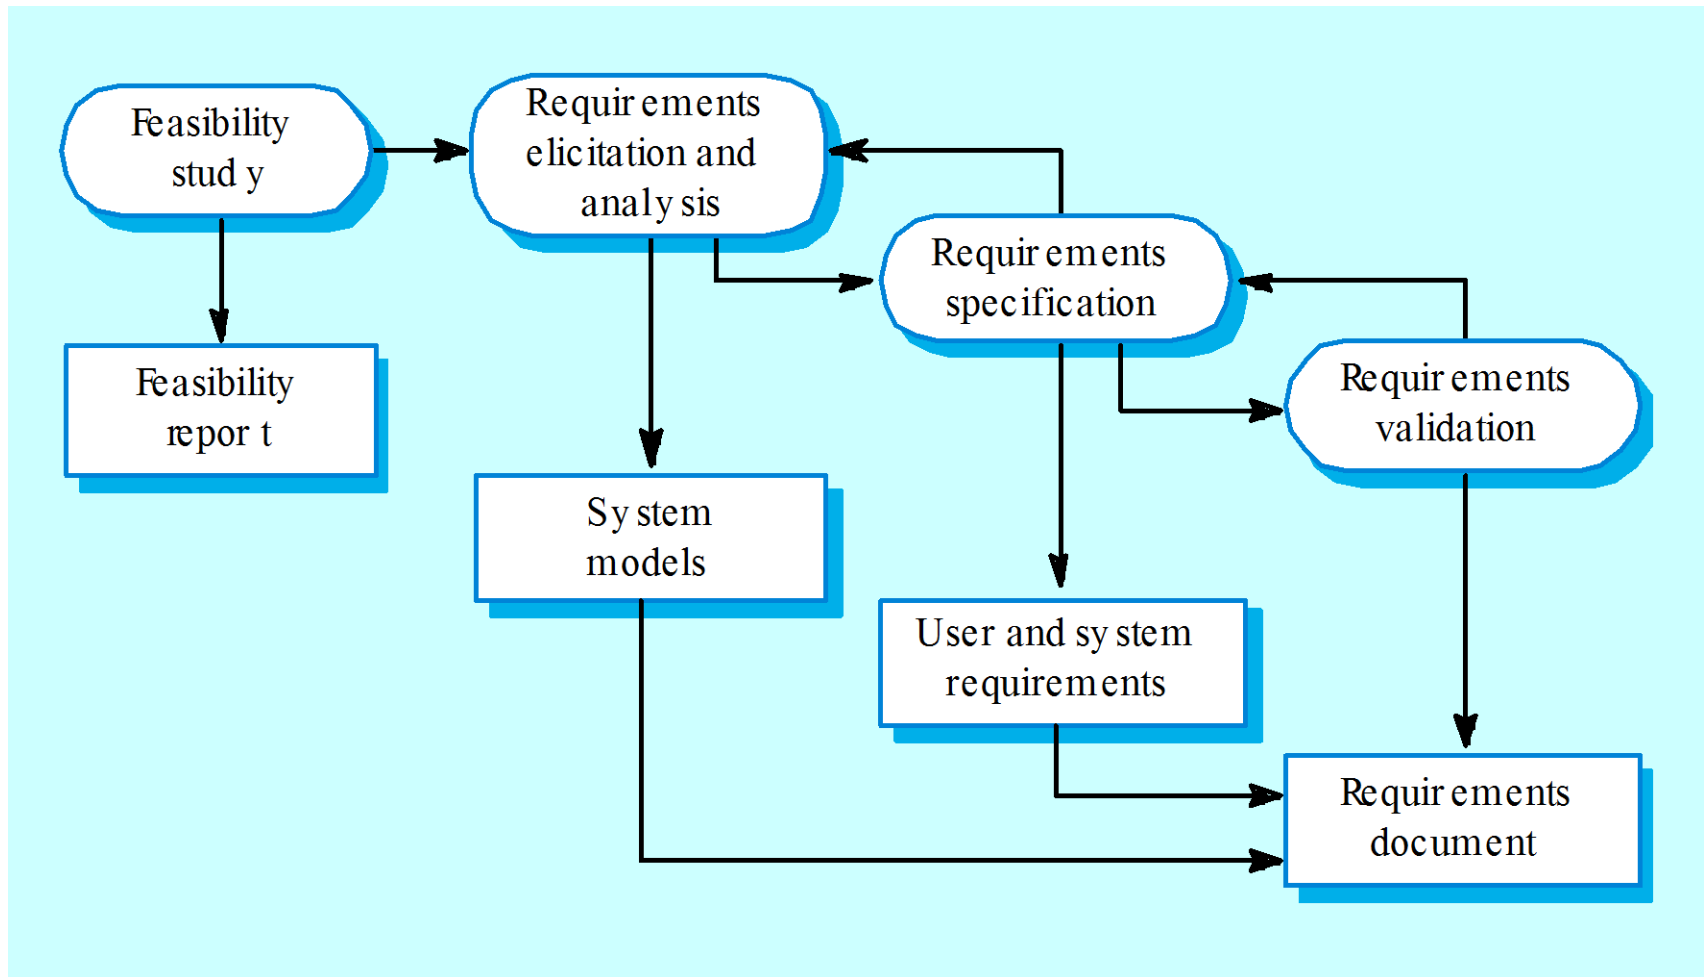 Feasibility
study
Requirements
elicitation and
analysis
Requirements
specification
Requirements
validation
Feasibility
report
System
models
User and system
requirements
Requirements
document